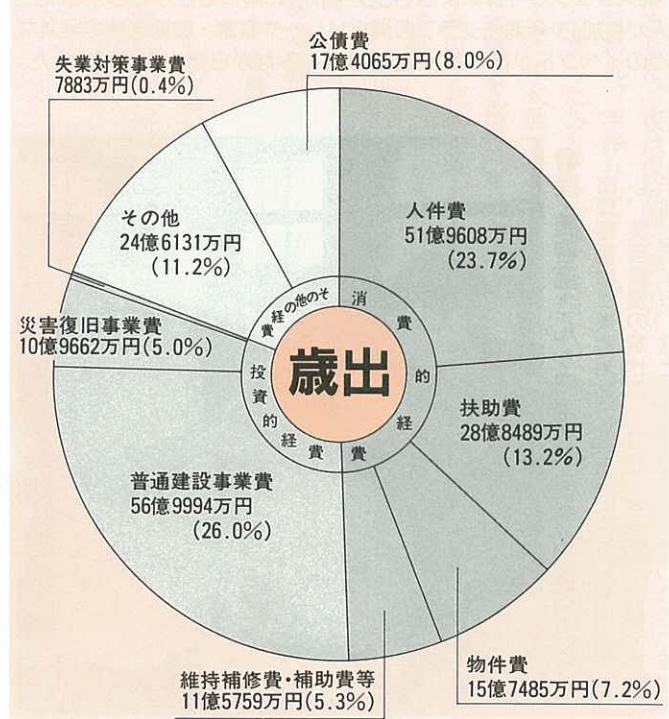 公債費
17億4065万円(8.0%)
失業対策事業費
7883万円(0.4%)
人件費
51億9608万円
(23.7%)
その他
24億6131万円
(11.2%)
災害復旧事業費
10億9662万円(5.0%)
扶助費
28億8489万円
(13.2%)
普通建設事業費
56億9994万円
(26.0%)
物件費
15億7485万円(7.2%)
維持補修費・補助費等
11億5759万円(5.3%)
歳出
消費的経費
投資的経費
その他の経費